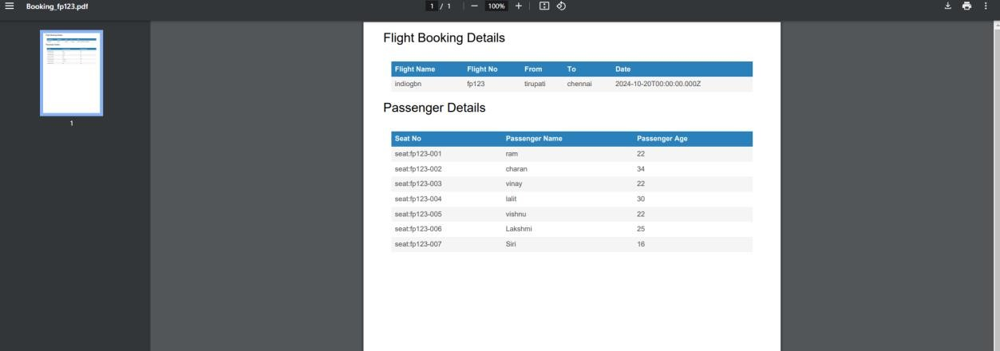 Booking_fp123.pdf
1 / 1
100%
Flight Booking Details
Flight Name Flight No From To Date
indiogbn fp123 tirupati chennai 2024-10-20T00:00:00.000Z
Passenger Details
Seat No Passenger Name Passenger Age
seat:fp123-001 ram 22
seat:fp123-002 charan 34
seat:fp123-003 vinay 22
seat:fp123-004 lalit 30
seat:fp123-005 vishnu 22
seat:fp123-006 Lakshmi 25
seat:fp123-007 Siri 16
1